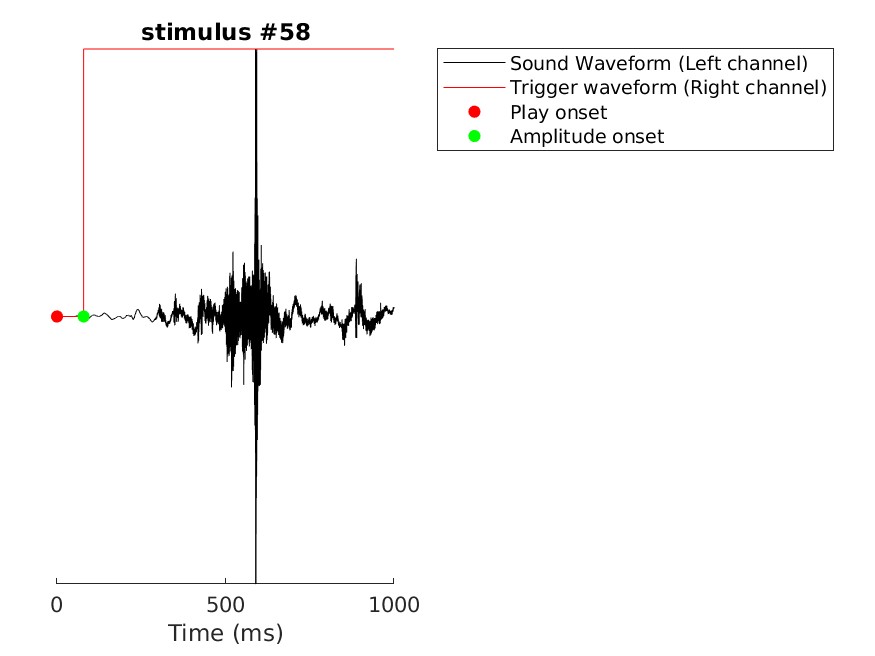 stimulus #58
Sound Waveform (Left channel)
Trigger waveform (Right channel)
Play onset
Amplitude onset
0 500 1000
Time (ms)